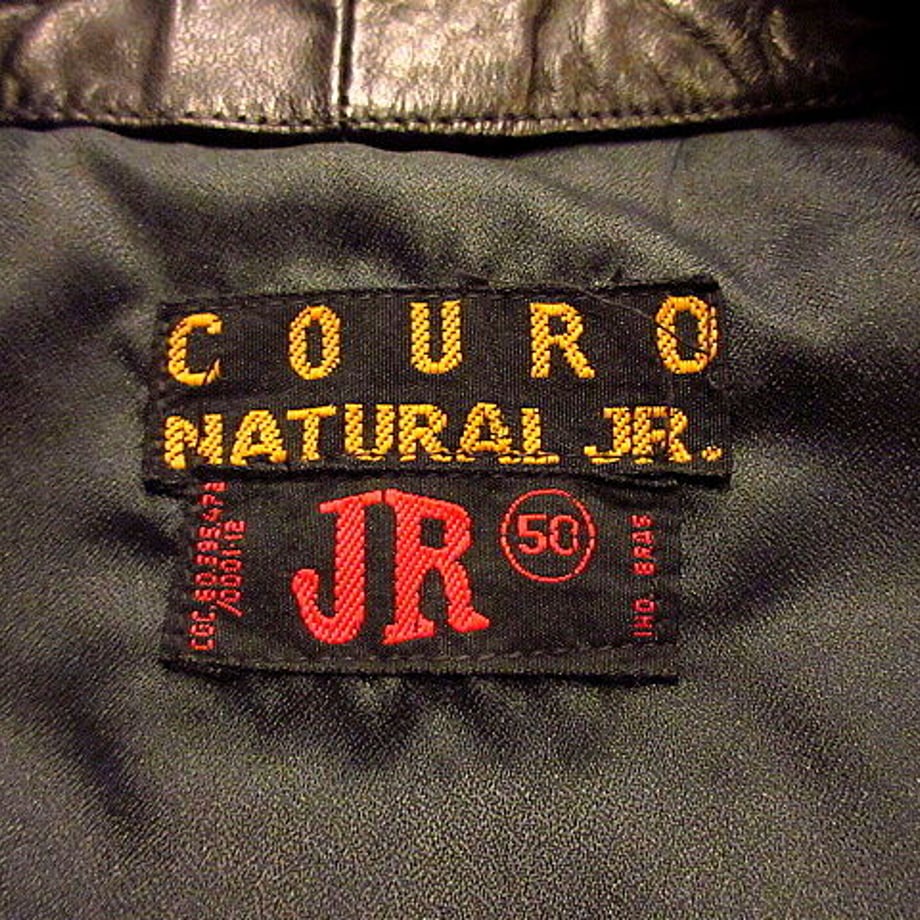 COURO
NATURAL JR.
JR 50
IND. BRAS